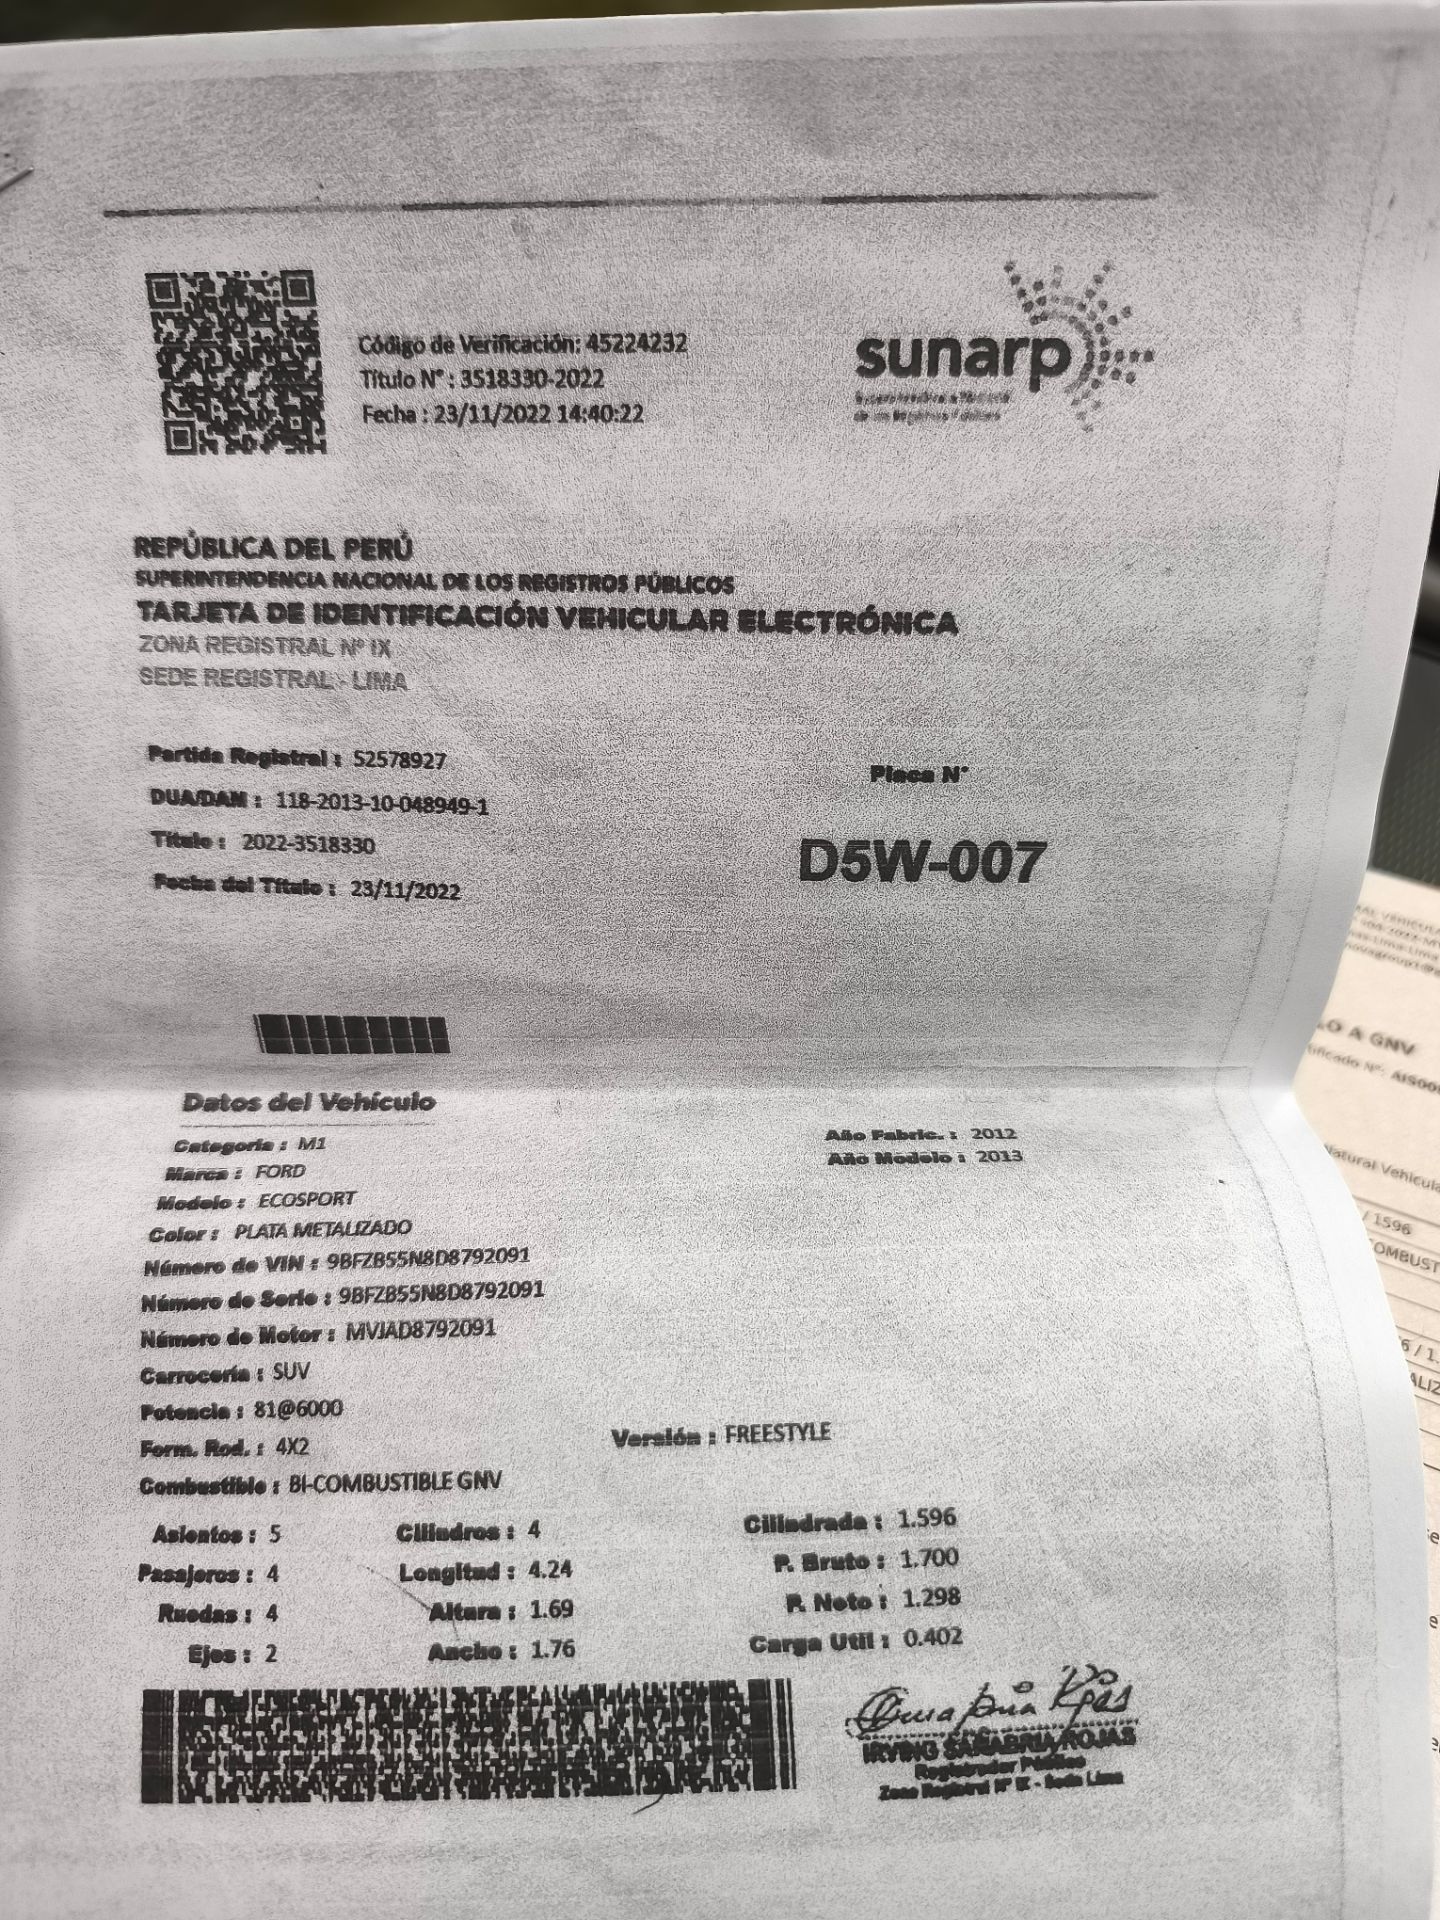 Código de Verificación: 45224232
Título N° : 3518330-2022
Fecha : 23/11/2022 14:40:22
sunarp
REPÚBLICA DEL PERÚ
SUPERINTENDENCIA NACIONAL DE LOS REGISTROS PÚBLICOS
TARJETA DE IDENTIFICACIÓN VEHICULAR ELECTRÓNICA
ZONA REGISTRAL Nº IX
SEDE REGISTRAL - LIMA
Partida Registral : 52578927
DUA/DAM : 118-2013-10-048949-1
Título : 2022-3518330
Fecha del Título : 23/11/2022
Placa N°
D5W-007
Datos del Vehículo
Categoría : M1
Marca : FORD
Modelo : ECOSPORT
Color : PLATA METALIZADO
Número de VIN : 9BFZB55N8D8792091
Número de Serie : 9BFZB55N8D8792091
Número de Motor : MVJAD8792091
Carrocería : SUV
Potencia : 81@6000
Form. Rod. : 4X2
Combustible : BI-COMBUSTIBLE GNV
Año Fabric. : 2012
Año Modelo : 2013
Versión : FREESTYLE
Asientos : 5 Cilindros : 4 Cilindrada : 1.596
Pasajeros : 4 Longitud : 4.24 P. Bruto : 1.700
Ruedas : 4 Altura : 1.69 P. Neto : 1.298
Ejes : 2 Ancho : 1.76 Carga Util : 0.402
IRVING SANABRIA ROJAS
Registrador Público
Zona Registral Nº IX - Sede Lima
LO A GNV
Natural Vehicula
/ 1596